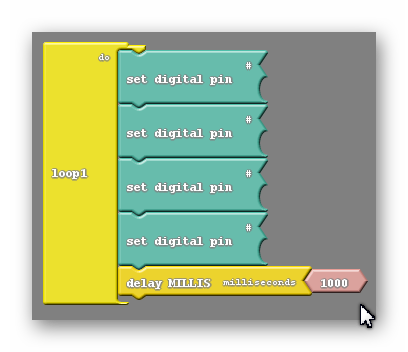 do
#
set digital pin
#
set digital pin
#
loop1
set digital pin
#
set digital pin
delay MILLIS milliseconds 1000